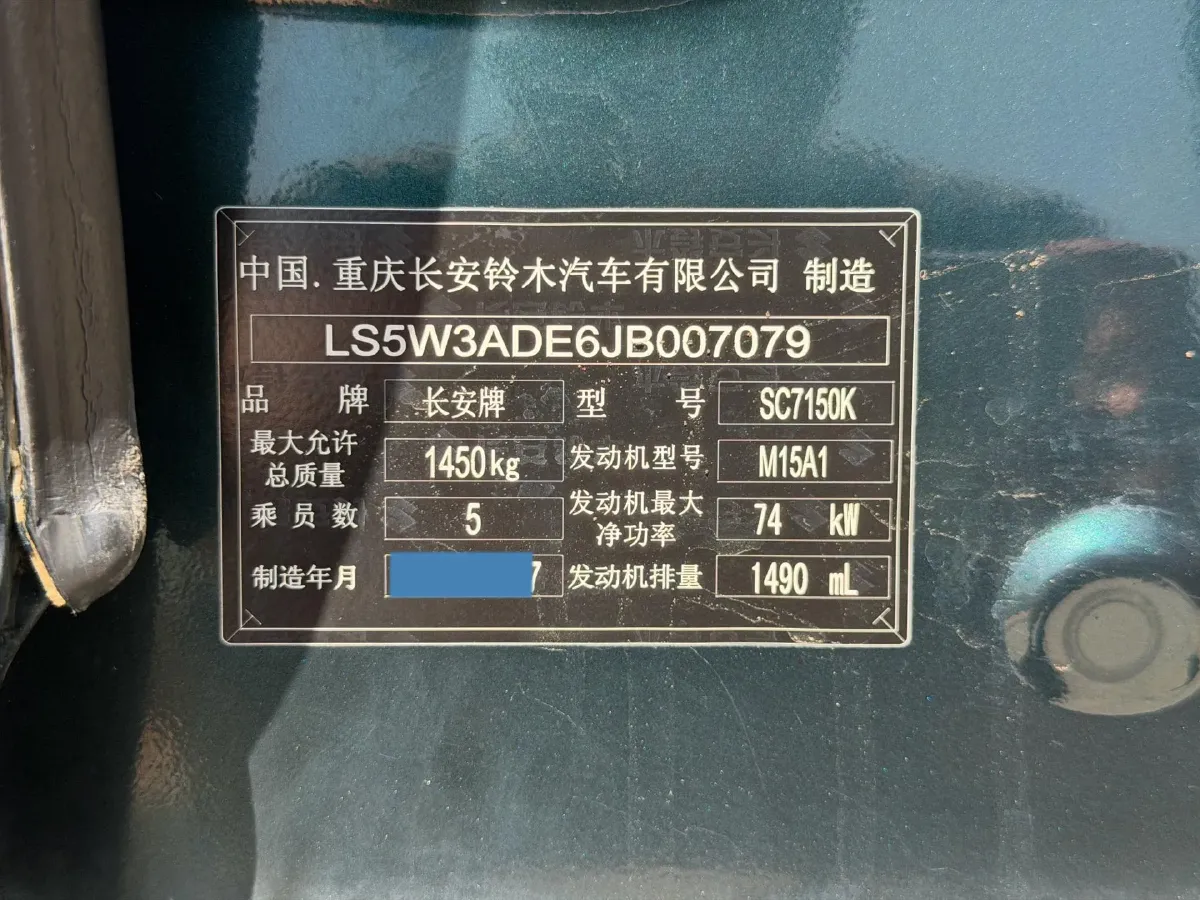 中国.重庆长安铃木汽车有限公司 制造
LS5W3ADE6JB007079
品牌 长安牌 型号 SC7150K
最大允许总质量 1450kg 发动机型号 M15A1
乘员数 5 发动机最大净功率 74 kW
制造年月 7 发动机排量 1490 mL